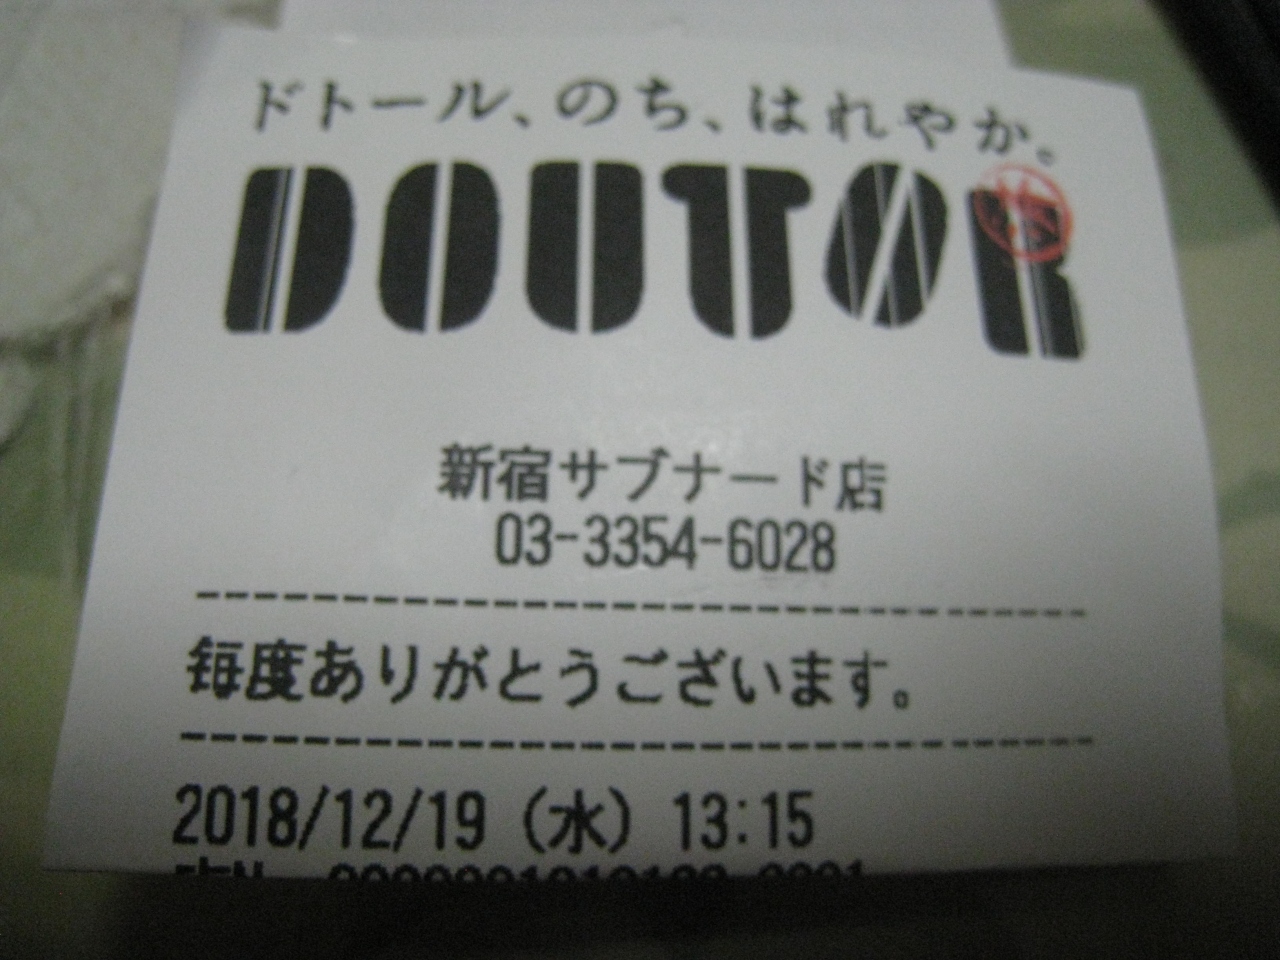 ドトール、のち、はれやか。
DOUTOR
新宿サブナード店
03-3354-6028
毎度ありがとうございます。
2018/12/19 (水) 13:15